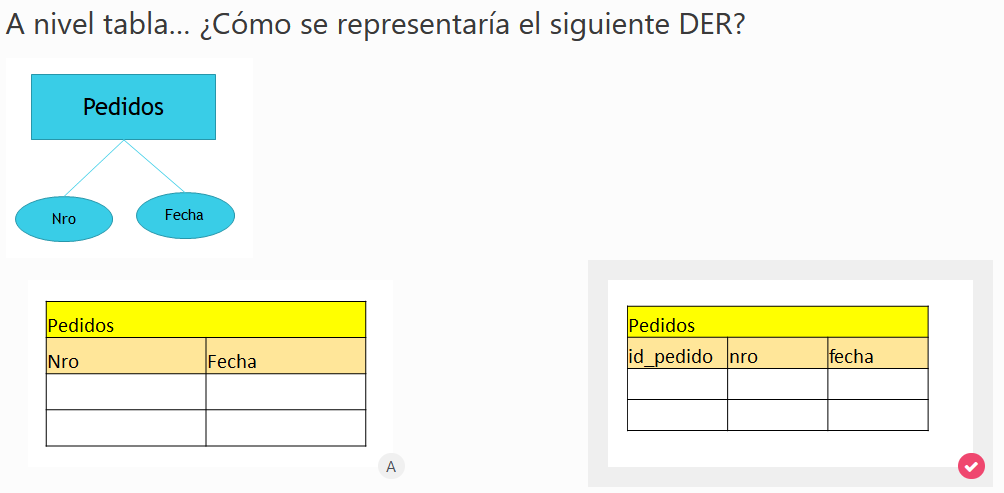 A nivel tabla... ¿Cómo se representaría el siguiente DER?
Pedidos
Nro
Fecha
Pedidos
Nro Fecha
A
Pedidos
id_pedido nro fecha